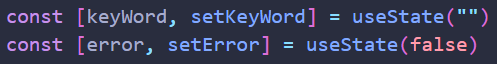 const [keyWord, setKeyWord] = useState("")
const [error, setError] = useState(false)